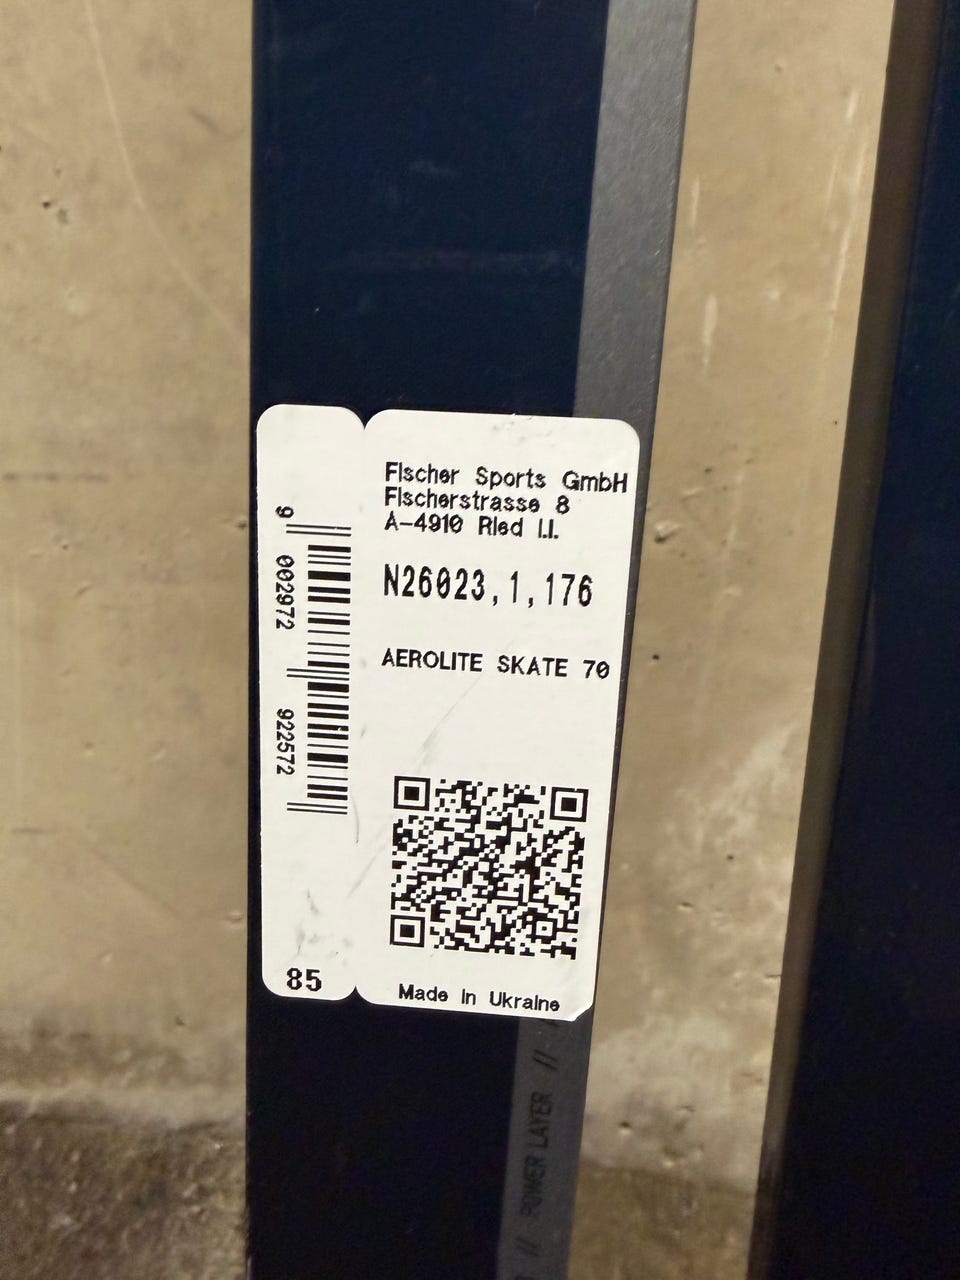 Fischer Sports GmbH
Fischerstrasse 8
A-4910 Ried i.I.
N26023,1,176
AEROLITE SKATE 70
9 002972 922572
85
Made in Ukraine
// POWER LAYER //